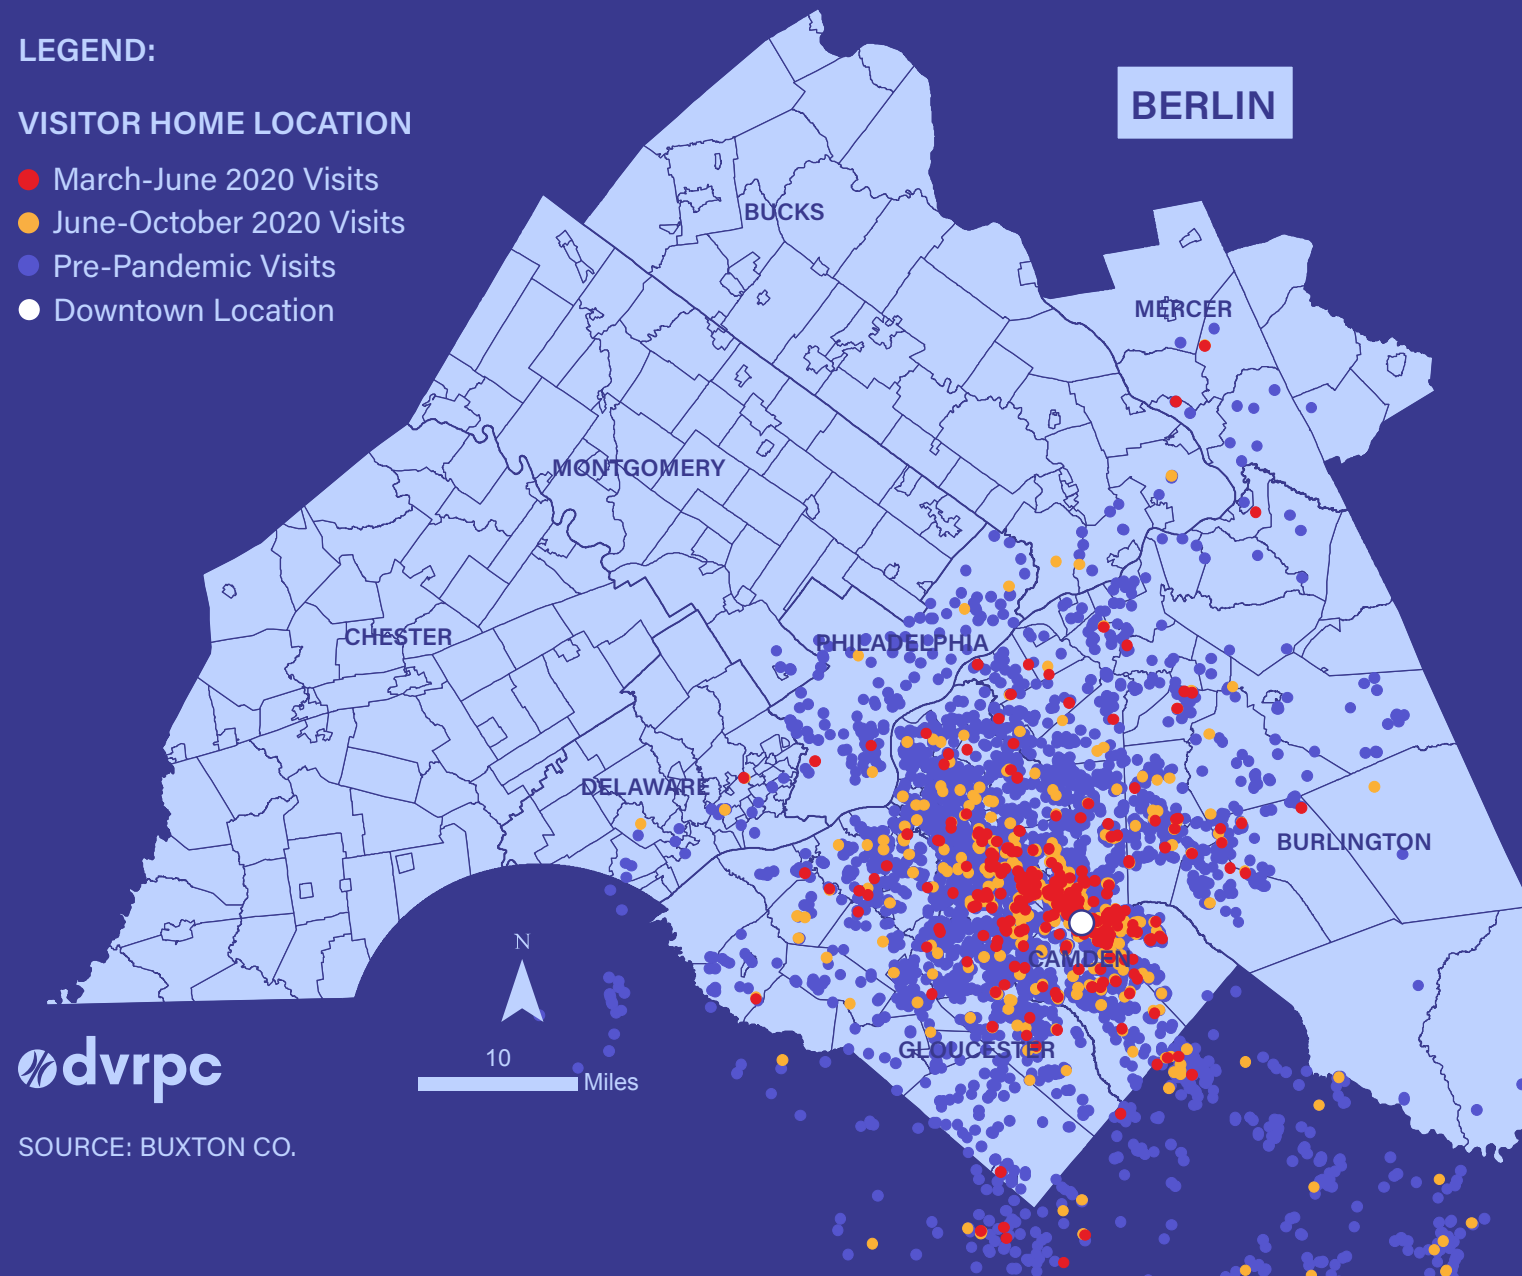 LEGEND:
VISITOR HOME LOCATION
March-June 2020 Visits
June-October 2020 Visits
Pre-Pandemic Visits
Downtown Location
BERLIN
BUCKS
MERCER
MONTGOMERY
CHESTER
PHILADELPHIA
DELAWARE
BURLINGTON
CAMDEN
GLOUCESTER
N
10
Miles
dvrpc
SOURCE: BUXTON CO.